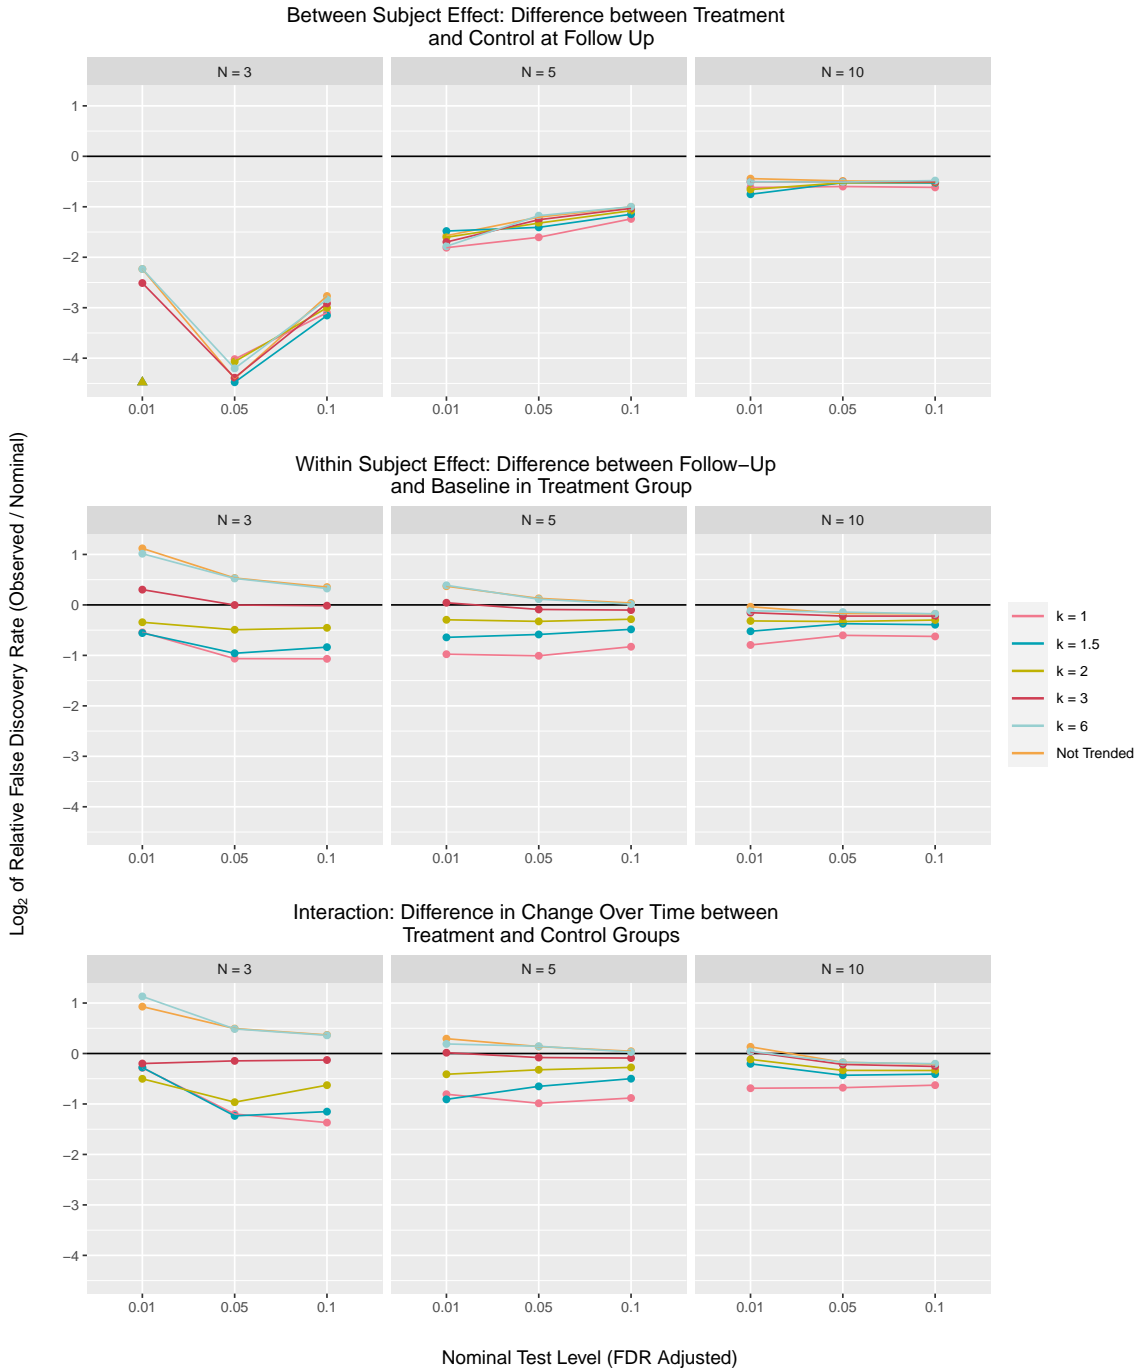 Between Subject Effect: Difference between Treatment
and Control at Follow Up
N = 3
N = 5
N = 10
1
0
−1
−2
−3
−4
0.01
0.05
0.1
0.01
0.05
0.1
0.01
0.05
0.1
Within Subject Effect: Difference between Follow−Up
and Baseline in Treatment Group
N = 3
N = 5
N = 10
1
0
−1
−2
−3
−4
0.01
0.05
0.1
0.01
0.05
0.1
0.01
0.05
0.1
Interaction: Difference in Change Over Time between
Treatment and Control Groups
N = 3
N = 5
N = 10
1
0
−1
−2
−3
−4
0.01
0.05
0.1
0.01
0.05
0.1
0.01
0.05
0.1
Log2 of Relative False Discovery Rate (Observed / Nominal)
Nominal Test Level (FDR Adjusted)
k = 1
k = 1.5
k = 2
k = 3
k = 6
Not Trended